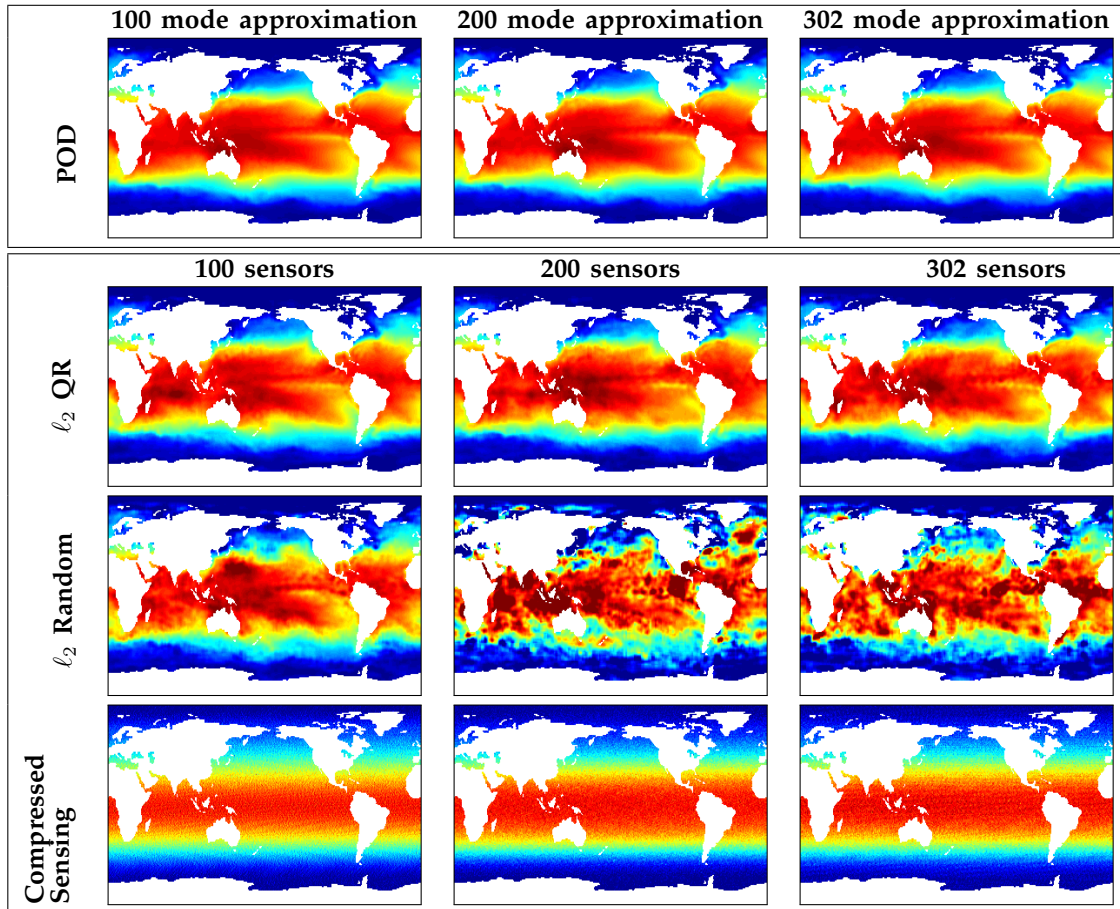 100 mode approximation 200 mode approximation 302 mode approximation
POD
100 sensors 200 sensors 302 sensors
ℓ₂ QR
ℓ₂ Random
Compressed
Sensing